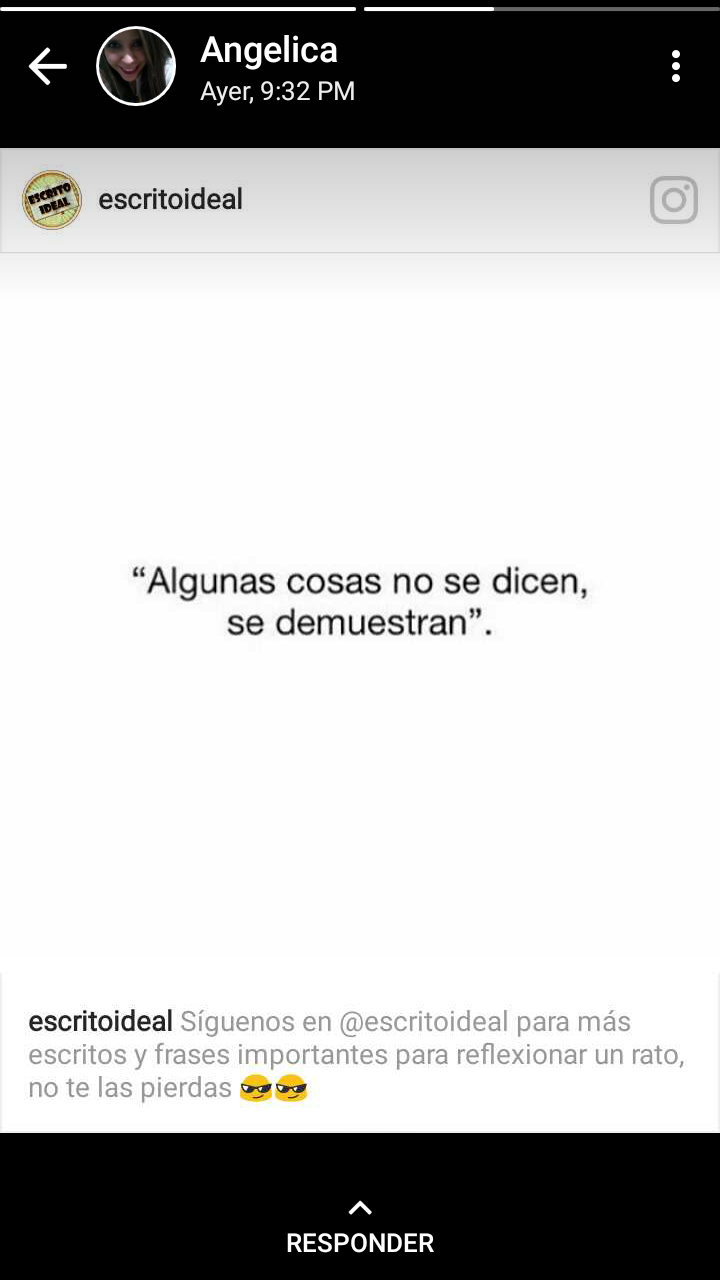 Angelica
Ayer, 9:32 PM
ESCRITO
IDEAL
escritoideal
“Algunas cosas no se dicen,
se demuestran”.
escritoideal Síguenos en @escritoideal para más
escritos y frases importantes para reflexionar un rato,
no te las pierdas 😎😎
RESPONDER